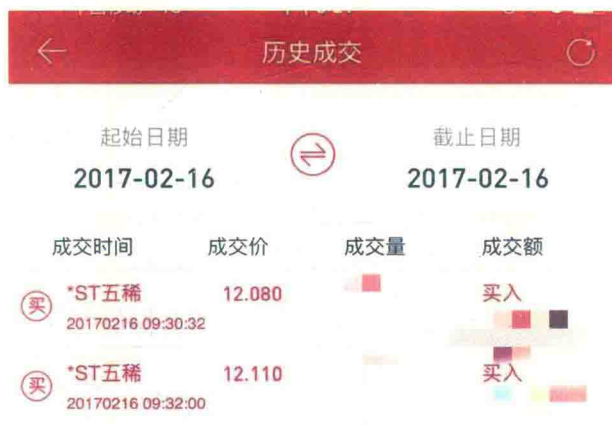 历史成交
起始日期 截止日期
2017-02-16 2017-02-16
成交时间 成交价 成交量 成交额
买 *ST五稀 12.080 买入
20170216 09:30:32
买 *ST五稀 12.110 买入
20170216 09:32:00